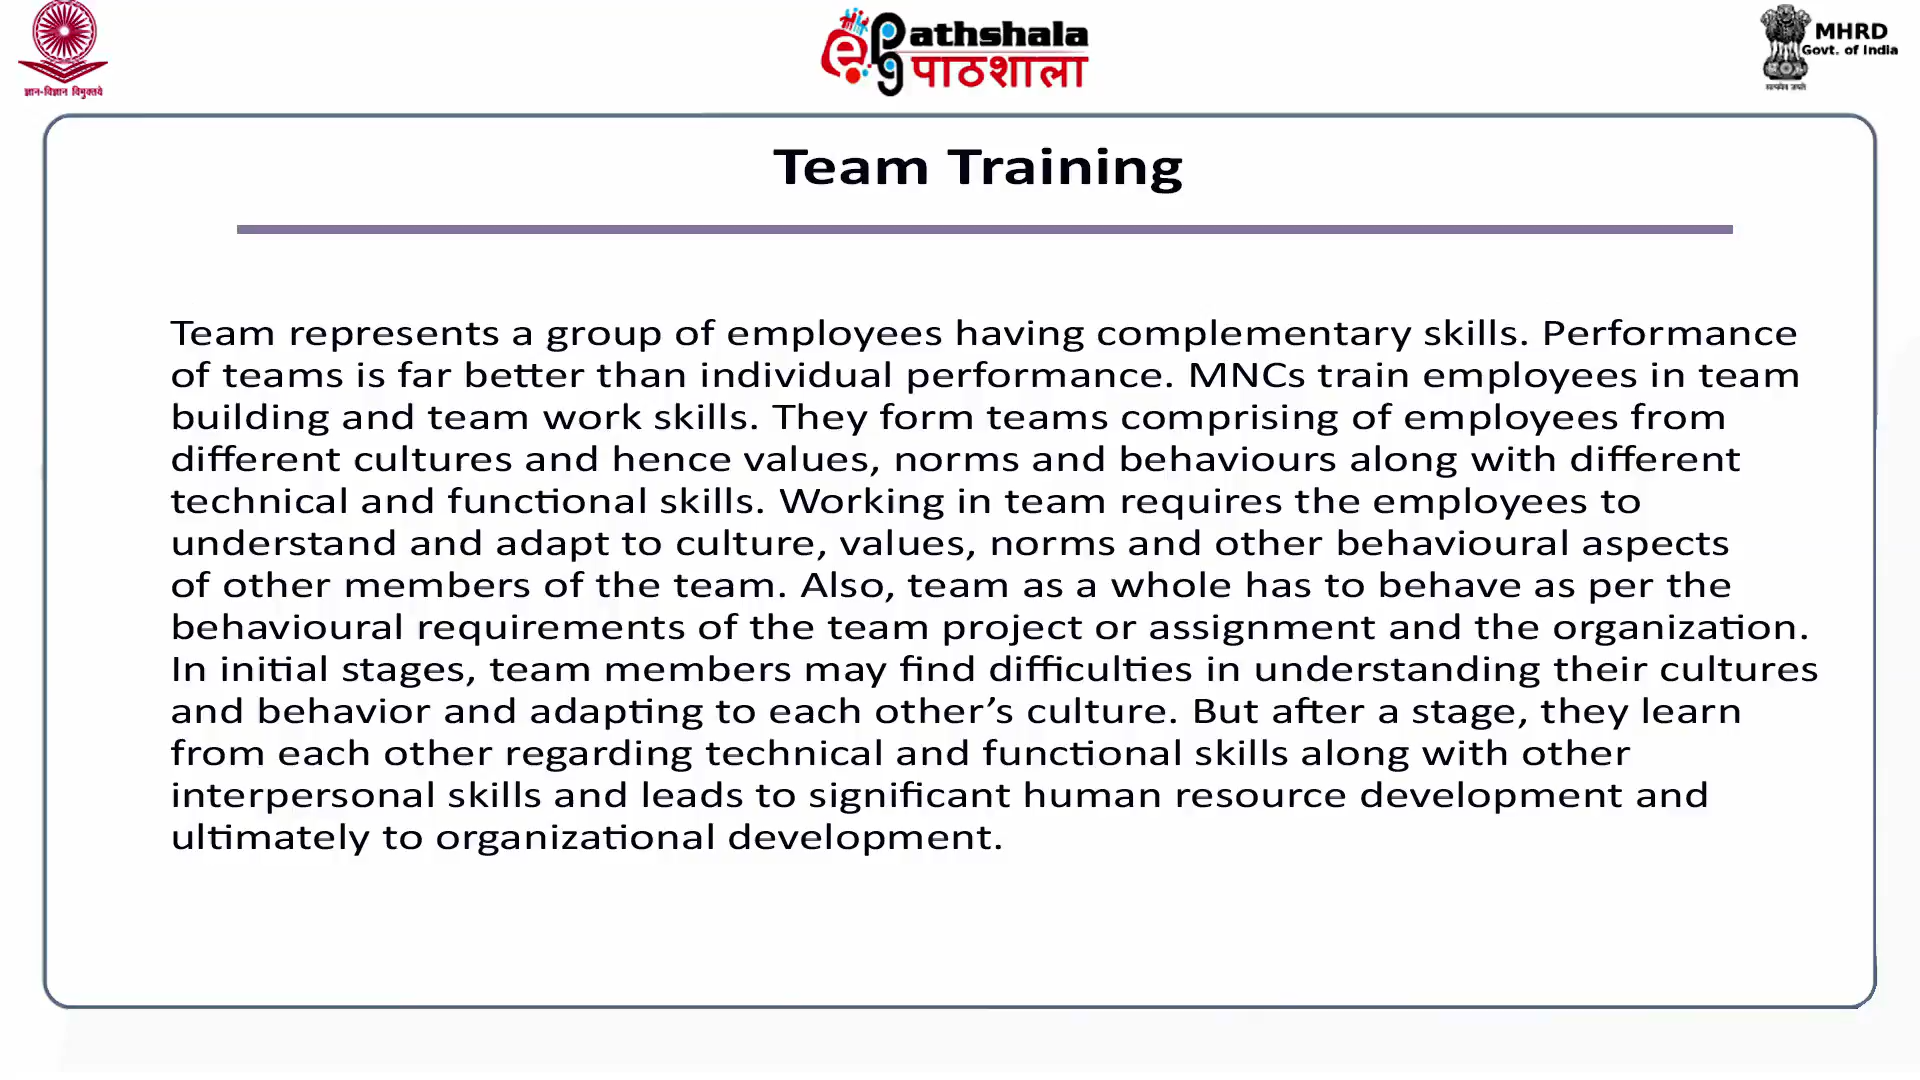 ज्ञान-विज्ञान विमुक्तये
ePathshala
पाठशाला
MHRD
Govt. of India
सत्यमेव जयते
Team Training
Team represents a group of employees having complementary skills. Performance
of teams is far better than individual performance. MNCs train employees in team
building and team work skills. They form teams comprising of employees from
different cultures and hence values, norms and behaviours along with different
technical and functional skills. Working in team requires the employees to
understand and adapt to culture, values, norms and other behavioural aspects
of other members of the team. Also, team as a whole has to behave as per the
behavioural requirements of the team project or assignment and the organization.
In initial stages, team members may find difficulties in understanding their cultures
and behavior and adapting to each other’s culture. But after a stage, they learn
from each other regarding technical and functional skills along with other
interpersonal skills and leads to significant human resource development and
ultimately to organizational development.